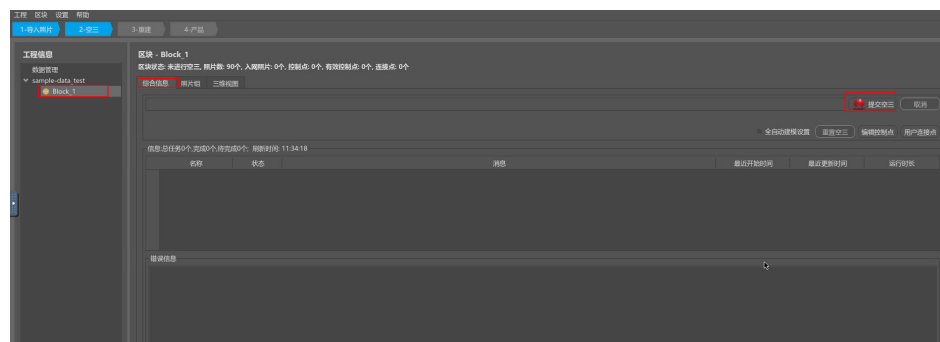 工程 区块 设置 帮助
1-导入照片 2-空三 3-重建 4-产品
工程信息
数据管理
sample-data_test
Block_1
区块 - Block_1
区块状态: 未进行空三, 照片数: 90个, 入网照片: 0个, 控制点: 0个, 有效控制点: 0个, 连接点: 0个
综合信息 照片组 三维视图
提交空三 取消
全自动建模设置 重置空三 编辑控制点 用户连接点
信息:总任务0个,完成0个,待完成0个; 刷新时间: 11:34:18
名称 状态 消息 最近开始时间 最近更新时间 运行时长
错误信息